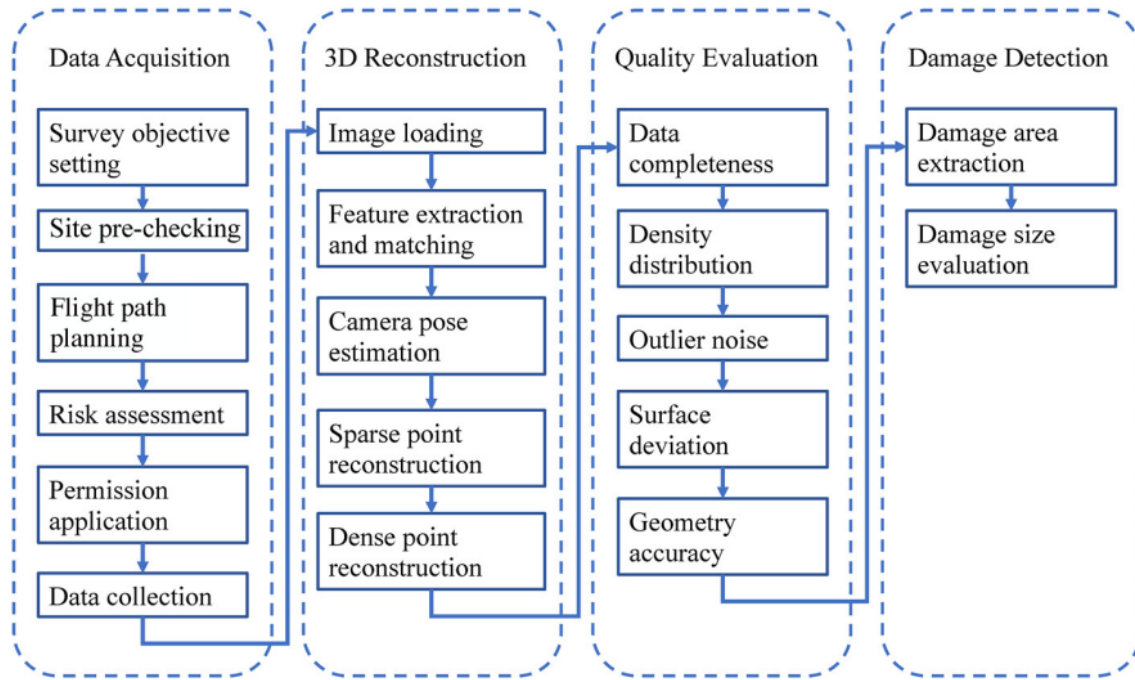 Data Acquisition
Survey objective
setting
Site pre-checking
Flight path
planning
Risk assessment
Permission
application
Data collection
3D Reconstruction
Image loading
Feature extraction
and matching
Camera pose
estimation
Sparse point
reconstruction
Dense point
reconstruction
Quality Evaluation
Data
completeness
Density
distribution
Outlier noise
Surface
deviation
Geometry
accuracy
Damage Detection
Damage area
extraction
Damage size
evaluation